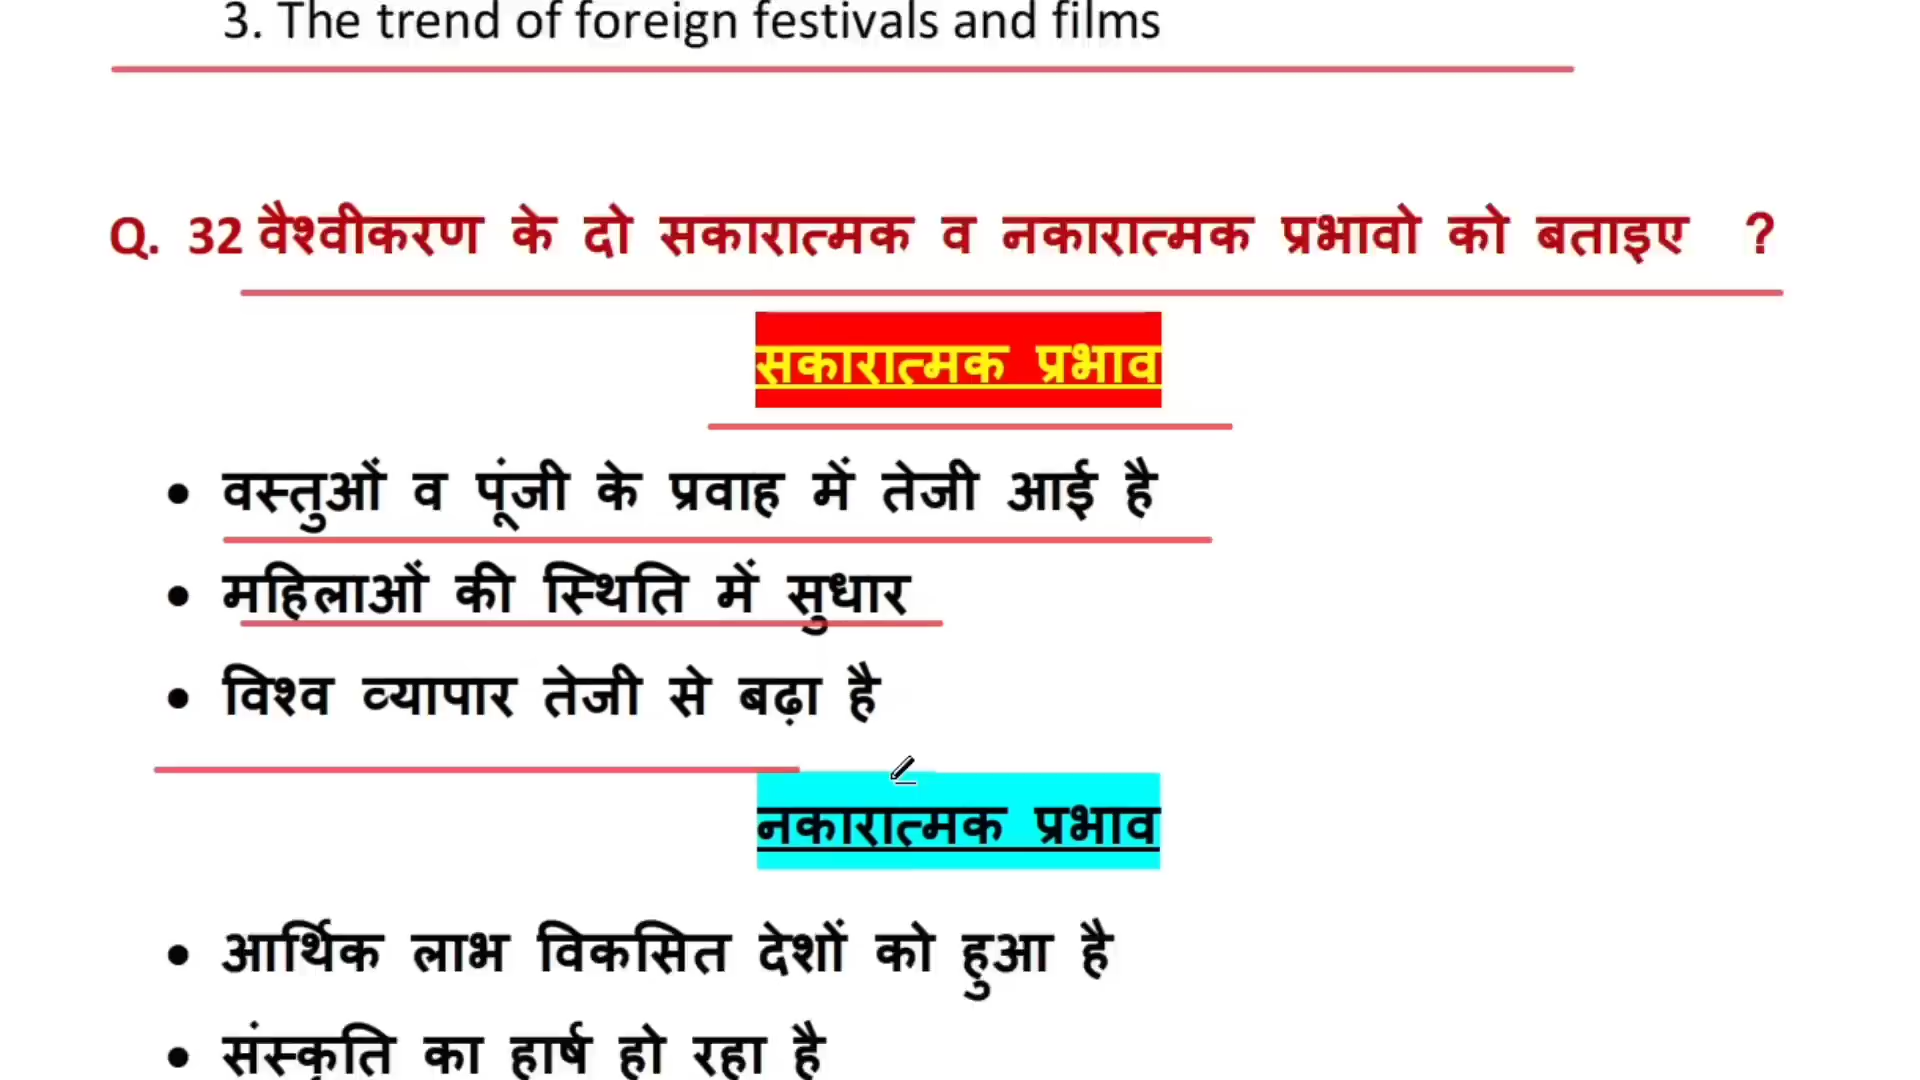 3. The trend of foreign festivals and films
Q. 32 वैश्वीकरण के दो सकारात्मक व नकारात्मक प्रभावो को बताइए ?
सकारात्मक प्रभाव
• वस्तुओं व पूंजी के प्रवाह में तेजी आई है
• महिलाओं की स्थिति में सुधार
• विश्व व्यापार तेजी से बढ़ा है
नकारात्मक प्रभाव
• आर्थिक लाभ विकसित देशों को हुआ है
• संस्कृति का हार्ष हो रहा है